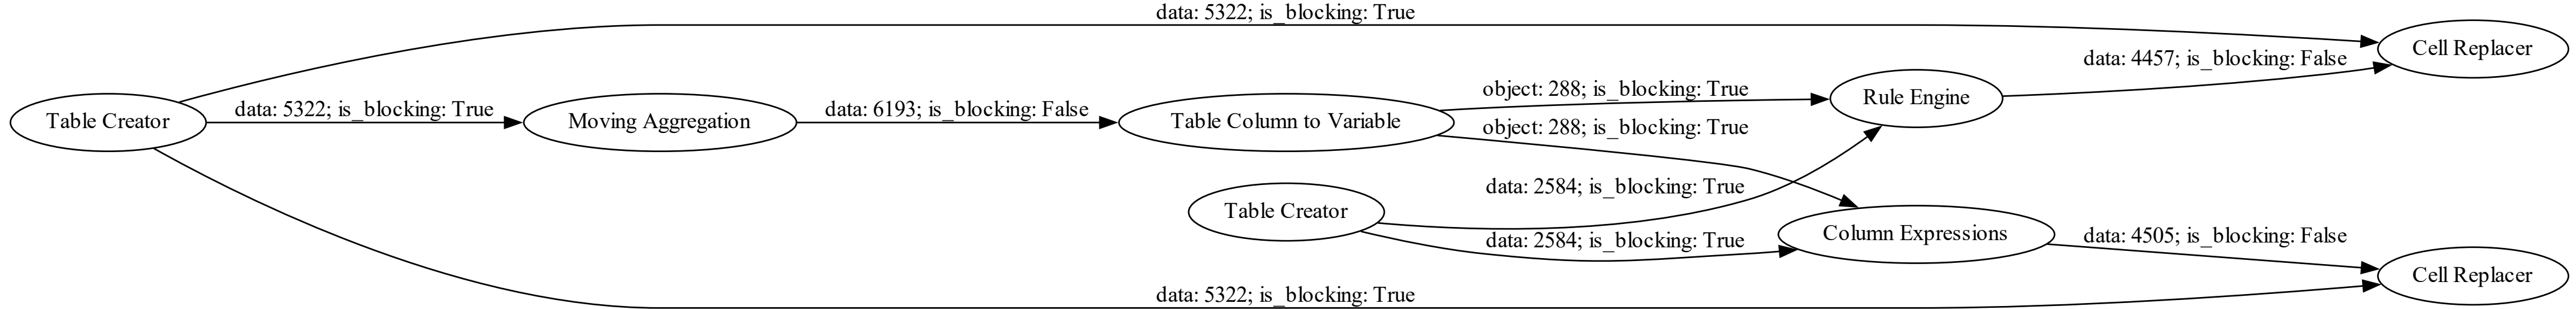 data: 5322; is_blocking: True
Cell Replacer
data: 4457; is_blocking: False
object: 288; is_blocking: True
Rule Engine
Table Creator
data: 5322; is_blocking: True
Moving Aggregation
data: 6193; is_blocking: False
Table Column to Variable
object: 288; is_blocking: True
data: 2584; is_blocking: True
Table Creator
data: 2584; is_blocking: True
Column Expressions
data: 4505; is_blocking: False
Cell Replacer
data: 5322; is_blocking: True